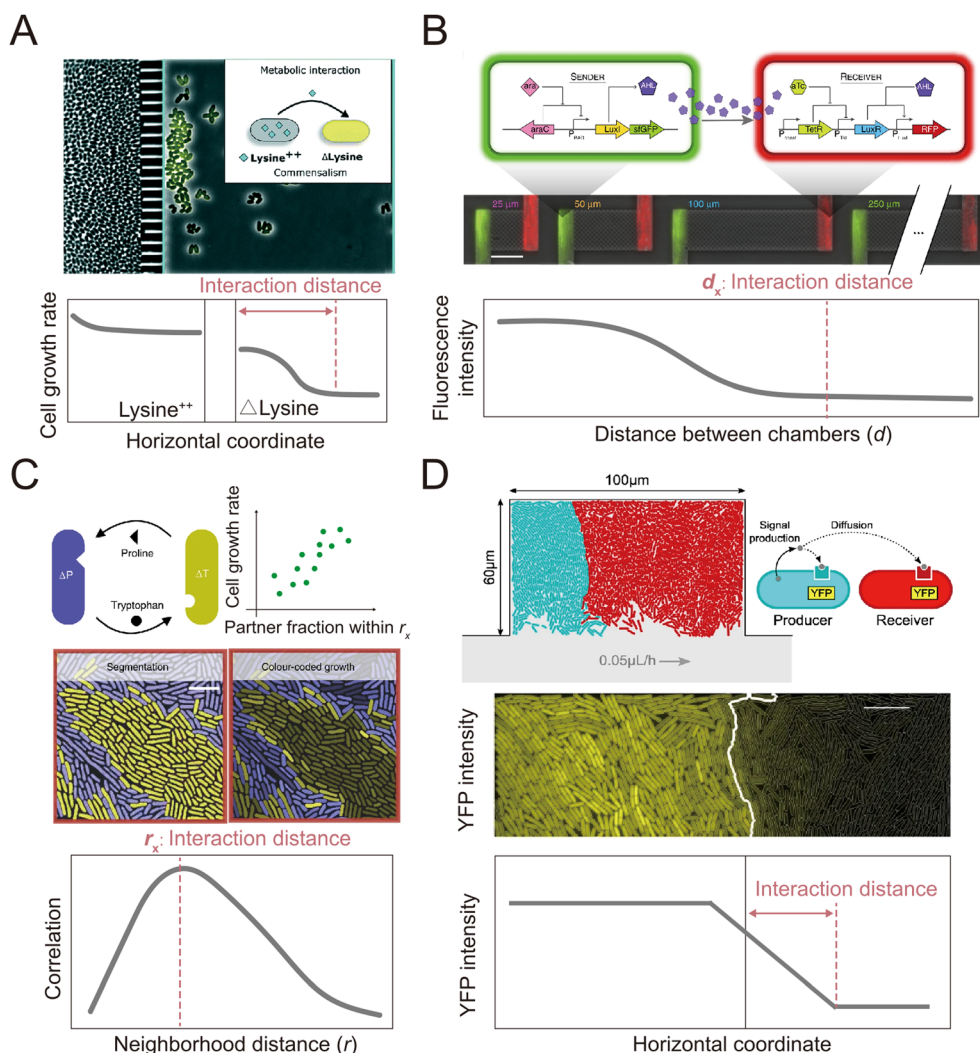 A
Metabolic interaction
Lysine++
ΔLysine
Commensalism
Interaction distance
Cell growth rate
Lysine++
△Lysine
Horizontal coordinate
B
SENDER
RECEIVER
ara
AHL
aTc
AHL
araC
PBAD
LuxI
sfGFP
TetR
PTet
LuxR
PLux
RFP
25 µm
50 µm
100 µm
250 µm
...
dx: Interaction distance
Fluorescence
intensity
Distance between chambers (d)
C
ΔP
Proline
ΔT
Tryptophan
Cell growth rate
Partner fraction within rx
Segmentation
Colour-coded growth
rx: Interaction distance
Correlation
Neighborhood distance (r)
D
100µm
60µm
0.05µL/h
Signal
production
Diffusion
YFP
YFP
Producer
Receiver
YFP intensity
YFP intensity
Interaction distance
Horizontal coordinate